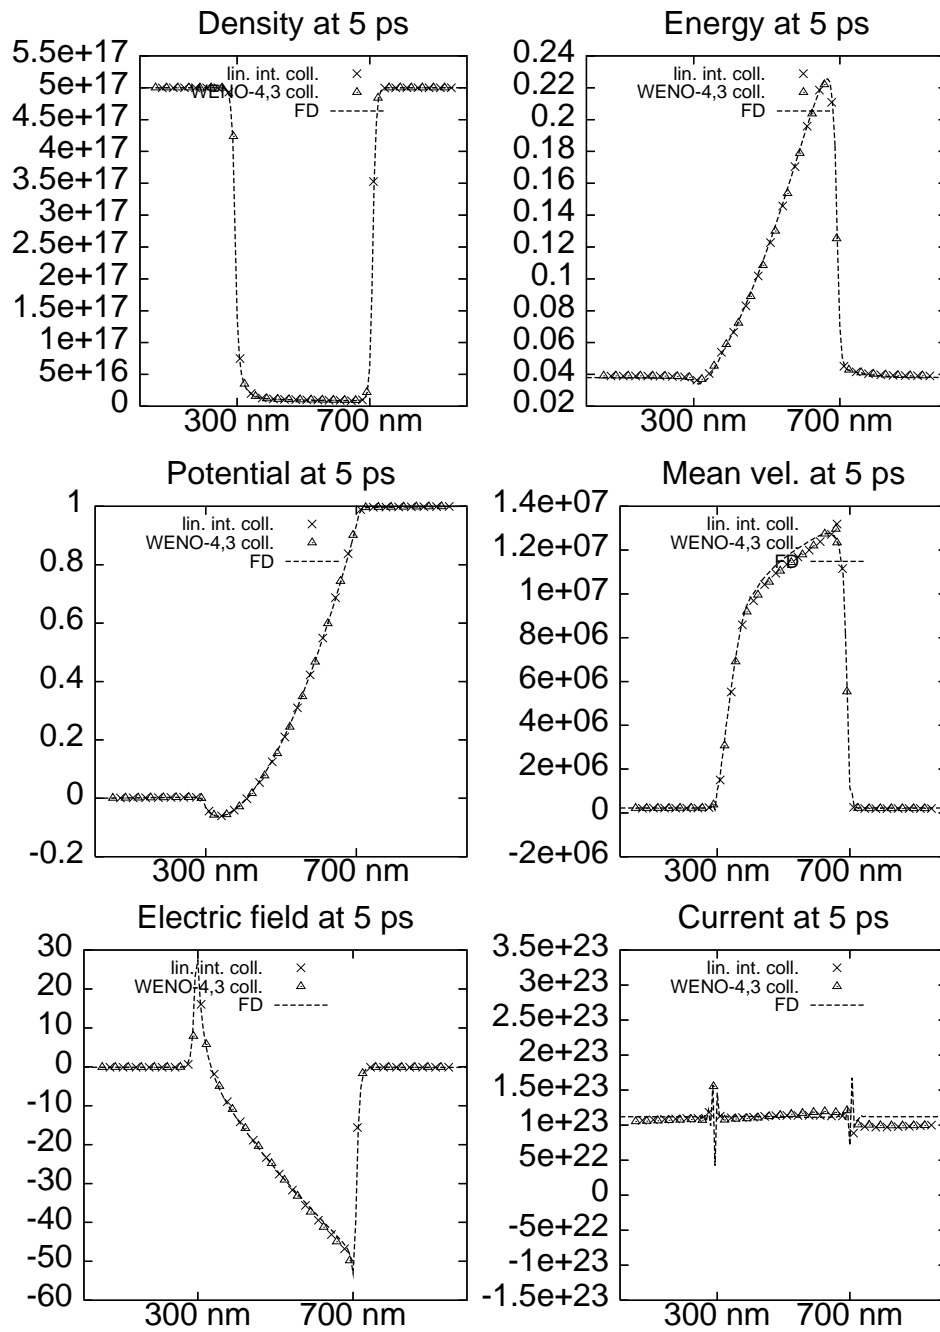 Density at 5 ps
5.5e+17
5e+17
4.5e+17
4e+17
3.5e+17
3e+17
2.5e+17
2e+17
1e+17
1e+17
5e+16
0
lin. int. coll.
WENO-4,3 coll.
FD
300 nm
700 nm
Energy at 5 ps
0.24
0.22
0.2
0.18
0.16
0.14
0.12
0.1
0.08
0.06
0.04
0.02
lin. int. coll.
WENO-4,3 coll.
FD
300 nm
700 nm
Potential at 5 ps
1
0.8
0.6
0.4
0.2
0
-0.2
lin. int. coll.
WENO-4,3 coll.
FD
300 nm
700 nm
Mean vel. at 5 ps
1.4e+07
1.2e+07
1e+07
8e+06
6e+06
4e+06
2e+06
0
-2e+06
lin. int. coll.
WENO-4,3 coll.
FD
300 nm
700 nm
Electric field at 5 ps
30
20
10
0
-10
-20
-30
-40
-50
-60
lin. int. coll.
WENO-4,3 coll.
FD
300 nm
700 nm
Current at 5 ps
3.5e+23
3e+23
2.5e+23
2e+23
1.5e+23
1e+23
5e+22
0
-5e+22
-1e+23
-1.5e+23
lin. int. coll.
WENO-4,3 coll.
FD
300 nm
700 nm